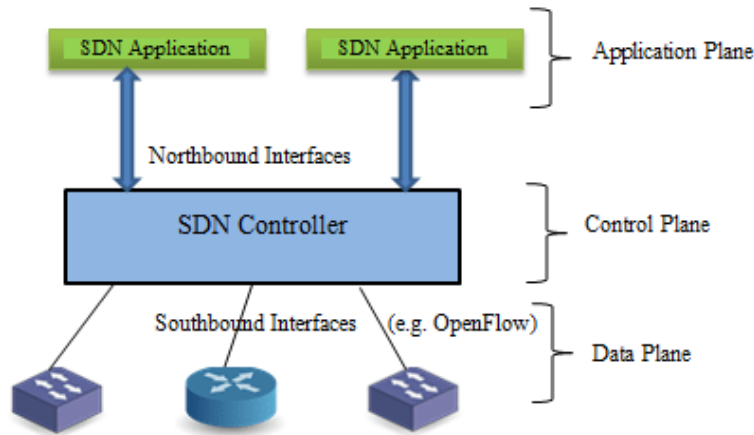 SDN Application
SDN Application
Application Plane
Northbound Interfaces
SDN Controller
Control Plane
Southbound Interfaces (e.g. OpenFlow)
Data Plane